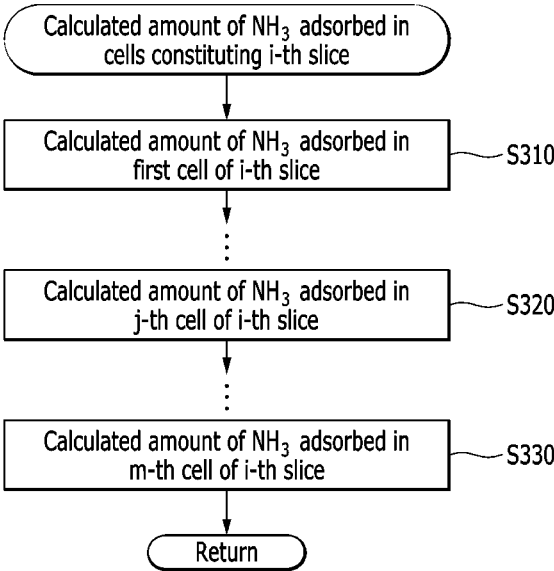 Calculated amount of NH₃ adsorbed in
cells constituting i-th slice
Calculated amount of NH₃ adsorbed in
first cell of i-th slice
S310
Calculated amount of NH₃ adsorbed in
j-th cell of i-th slice
S320
Calculated amount of NH₃ adsorbed in
m-th cell of i-th slice
S330
Return